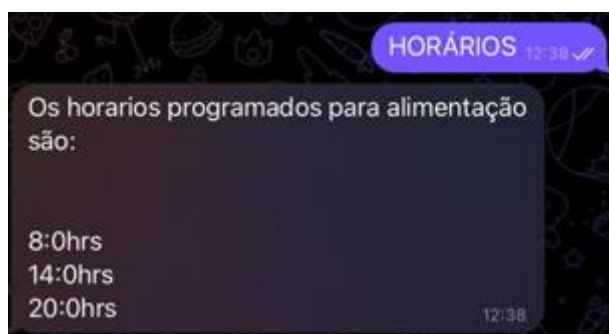 HORÁRIOS 12:38
Os horarios programados para alimentação
são:
8:0hrs
14:0hrs
20:0hrs
12:38